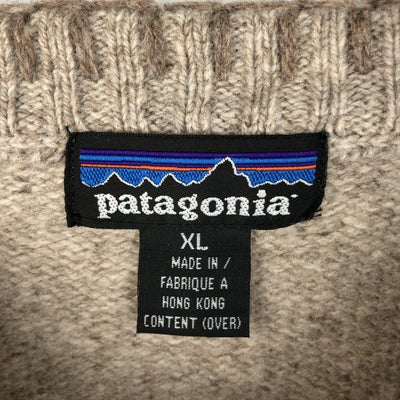 patagonia
XL
MADE IN /
FABRIQUE A
HONG KONG
CONTENT (OVER)